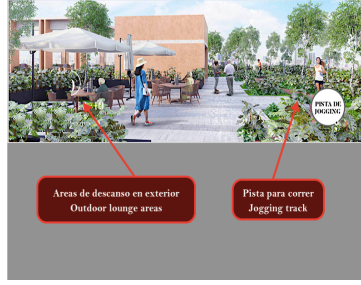 PISTA DE
JOGGING
Areas de descanso en exterior
Outdoor lounge areas
Pista para correr
Jogging track